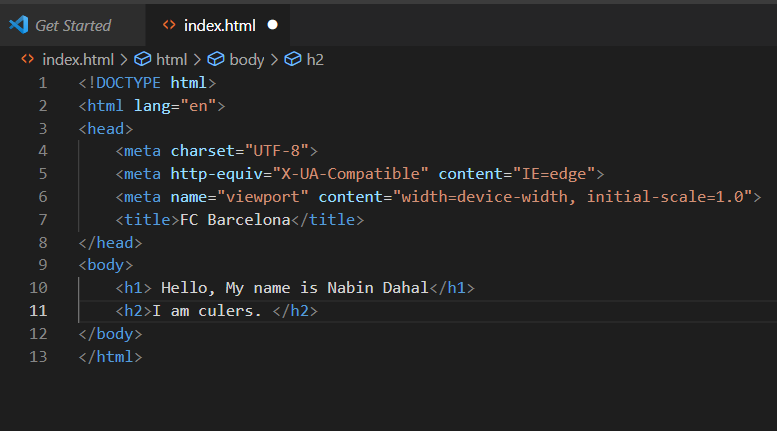 Get Started index.html
index.html > html > body > h2
1 <!DOCTYPE html>
2 <html lang="en">
3 <head>
4 <meta charset="UTF-8">
5 <meta http-equiv="X-UA-Compatible" content="IE=edge">
6 <meta name="viewport" content="width=device-width, initial-scale=1.0">
7 <title>FC Barcelona</title>
8 </head>
9 <body>
10 <h1> Hello, My name is Nabin Dahal</h1>
11 <h2>I am culers. </h2>
12 </body>
13 </html>